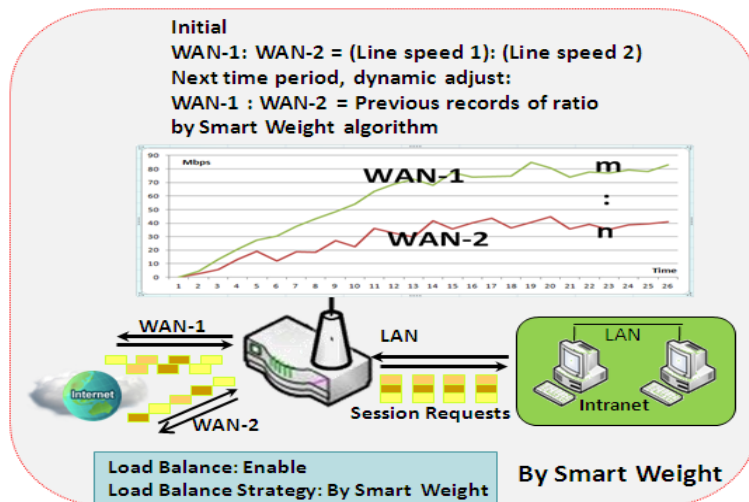 Initial
WAN-1: WAN-2 = (Line speed 1): (Line speed 2)
Next time period, dynamic adjust:
WAN-1 : WAN-2 = Previous records of ratio
by Smart Weight algorithm
90
80
70
60
50
40
30
20
10
0
Mbps
WAN-1
m
:
WAN-2
n
Time
1 2 3 4 5 6 7 8 9 10 11 12 13 14 15 16 17 18 19 20 21 22 23 24 25 26
WAN-1
LAN
LAN
Internet
Session Requests
Intranet
WAN-2
Load Balance: Enable
Load Balance Strategy: By Smart Weight
By Smart Weight